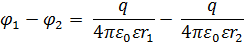 φ₁ − φ₂ = q/(4πε₀εr₁) − q/(4πε₀εr₂)